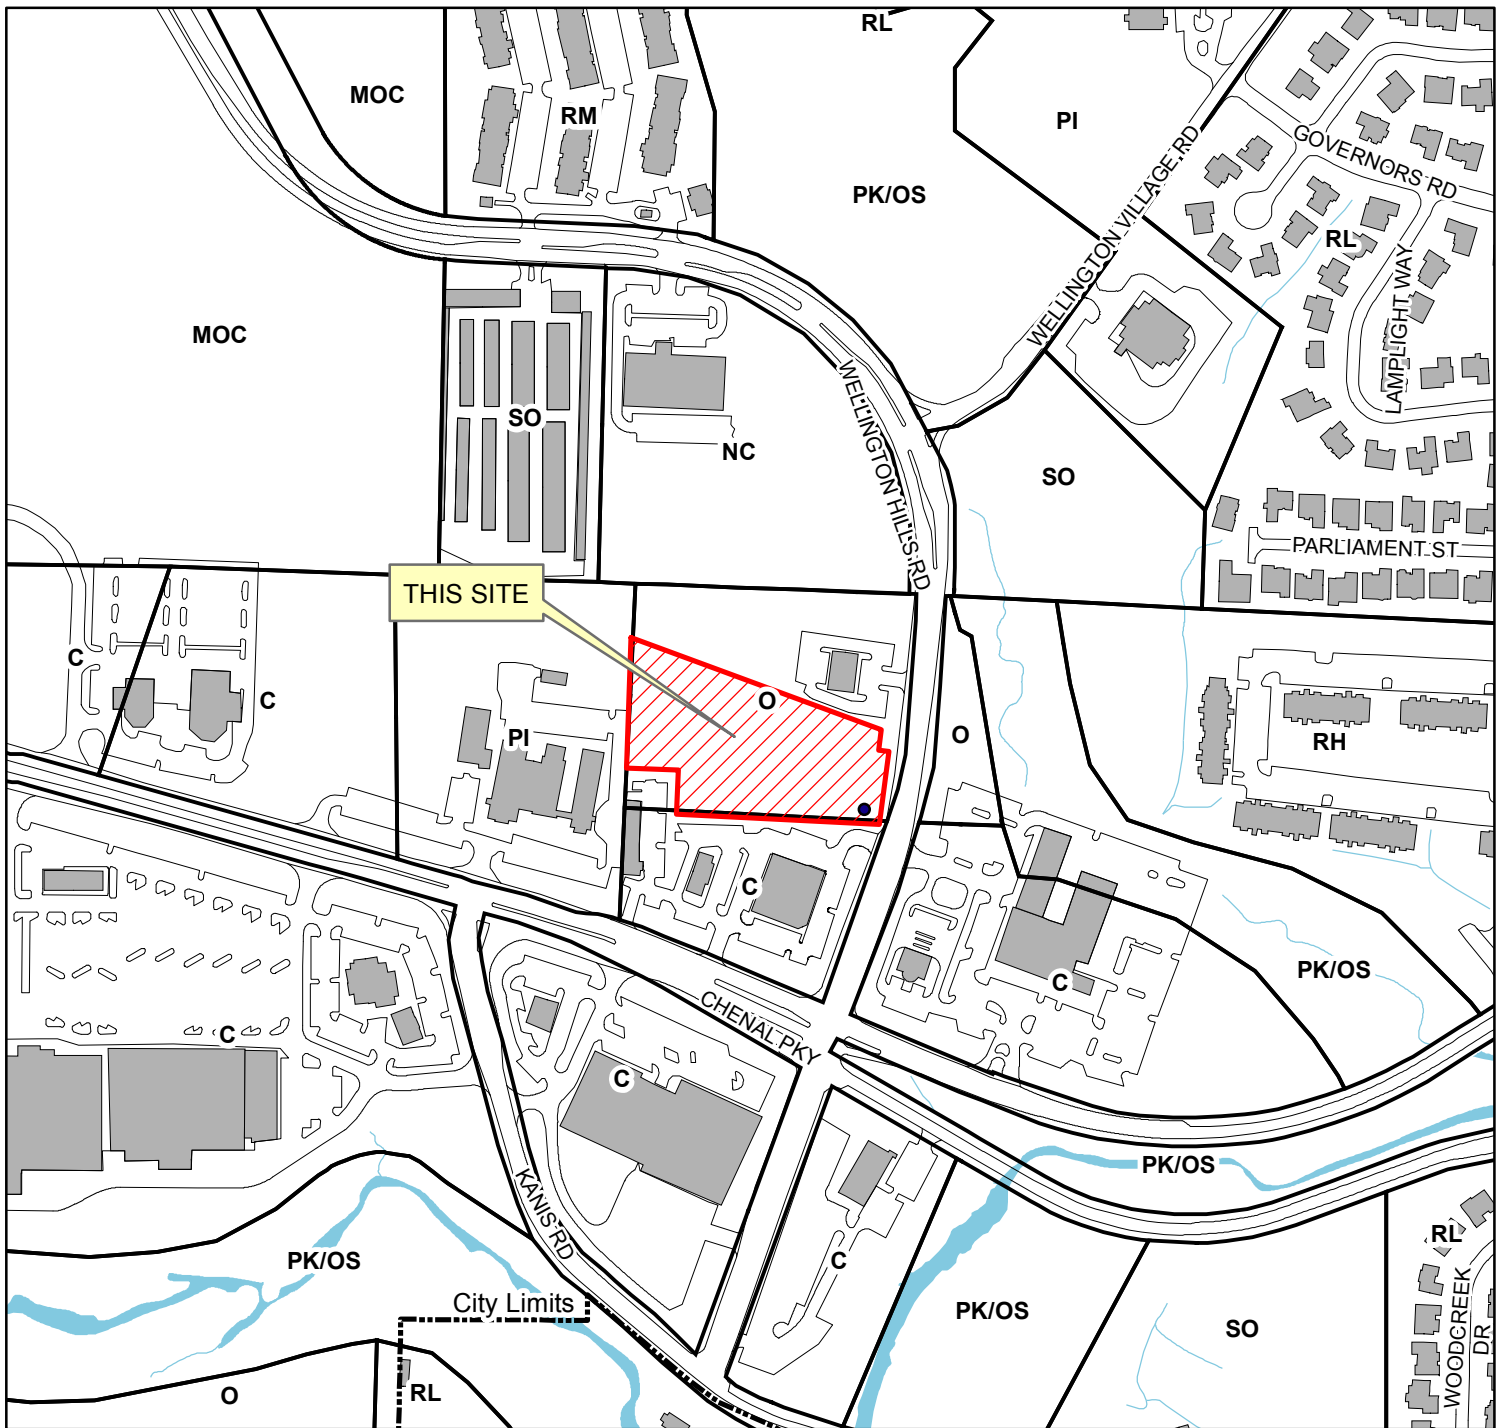 RL
MOC
RM
PI
GOVERNORS RD
PK/OS
WELLINGTON VILLAGE RD
RL
MOC
LAMPLIGHT WAY
WELLINGTON HILLS RD
SO
NC
SO
PARLIAMENT ST
THIS SITE
C
C
O
PI
O
RH
C
C
PK/OS
CHENAL PKY
C
C
PK/OS
KANIS RD
RL
PK/OS
C
City Limits
PK/OS
SO
WOODCREEK
DR
O
RL